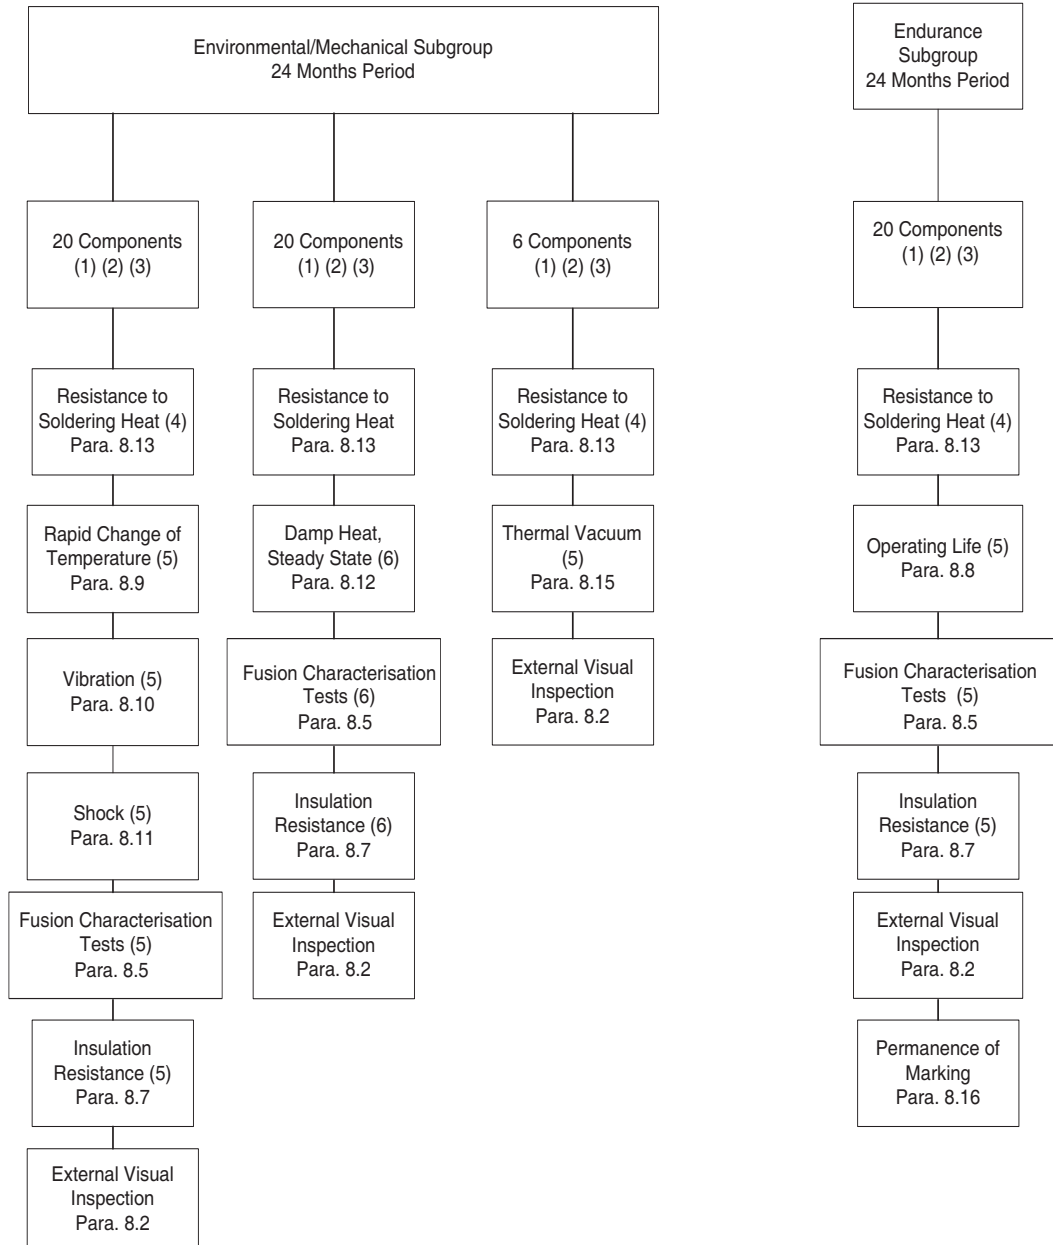 Environmental/Mechanical Subgroup
24 Months Period
20 Components
(1) (2) (3)
Resistance to
Soldering Heat (4)
Para. 8.13
Rapid Change of
Temperature (5)
Para. 8.9
Vibration (5)
Para. 8.10
Shock (5)
Para. 8.11
Fusion Characterisation
Tests (5)
Para. 8.5
Insulation
Resistance (5)
Para. 8.7
External Visual
Inspection
Para. 8.2
20 Components
(1) (2) (3)
Resistance to
Soldering Heat
Para. 8.13
Damp Heat,
Steady State (6)
Para. 8.12
Fusion Characterisation
Tests (6)
Para. 8.5
Insulation
Resistance (6)
Para. 8.7
External Visual
Inspection
Para. 8.2
6 Components
(1) (2) (3)
Resistance to
Soldering Heat (4)
Para. 8.13
Thermal Vacuum
(5)
Para. 8.15
External Visual
Inspection
Para. 8.2
Endurance
Subgroup
24 Months Period
20 Components
(1) (2) (3)
Resistance to
Soldering Heat (4)
Para. 8.13
Operating Life (5)
Para. 8.8
Fusion Characterisation
Tests (5)
Para. 8.5
Insulation
Resistance (5)
Para. 8.7
External Visual
Inspection
Para. 8.2
Permanence of
Marking
Para. 8.16